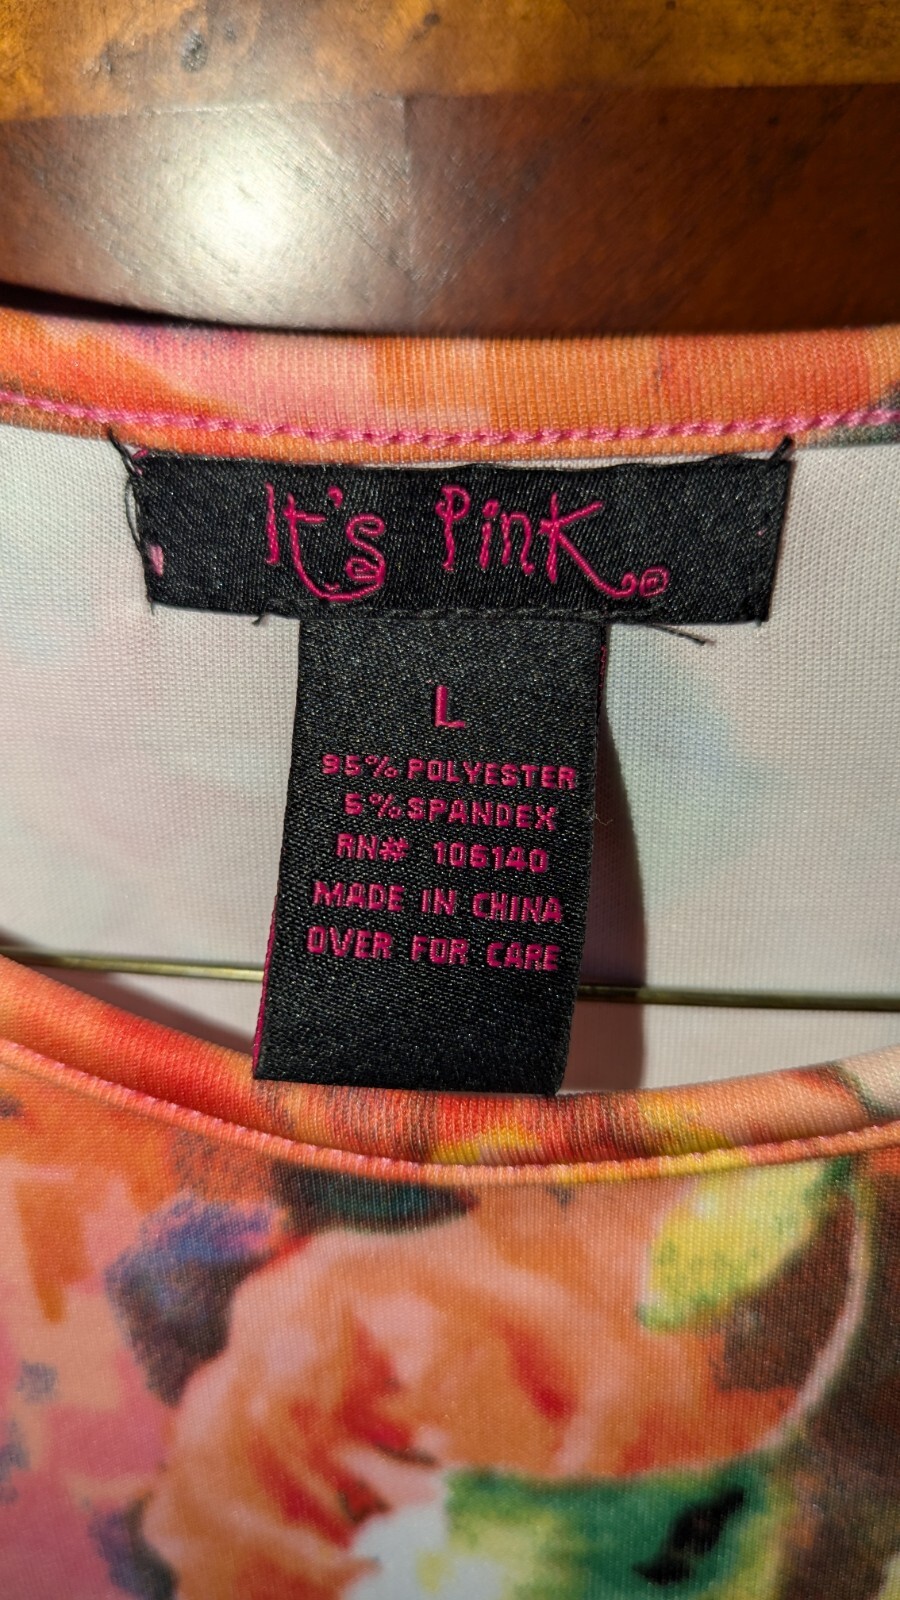 It's Pink®
L
95% POLYESTER
5% SPANDEX
RN# 106140
MADE IN CHINA
OVER FOR CARE